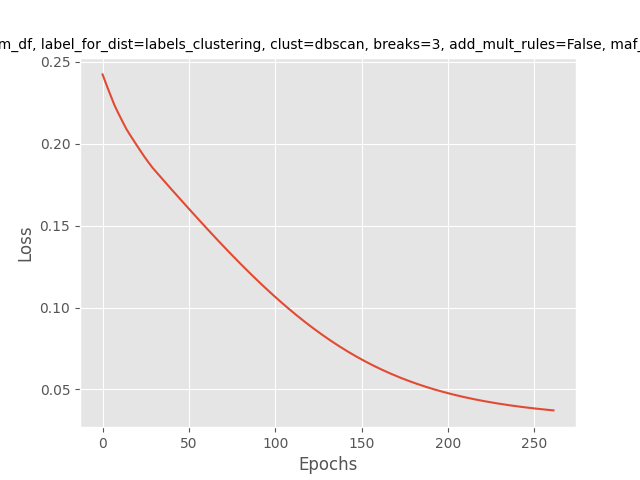 m_df, label_for_dist=labels_clustering, clust=dbscan, breaks=3, add_mult_rules=False, maf_
0.25
0.20
0.15
0.10
0.05
Loss
0 50 100 150 200 250
Epochs